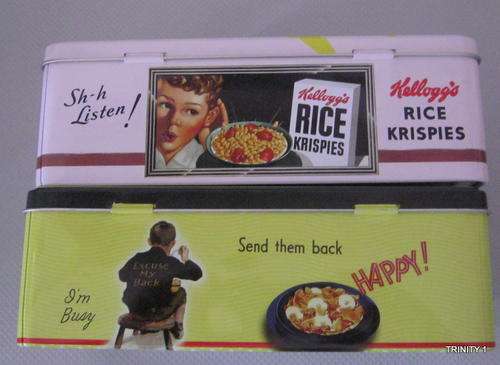 Sh-h
Listen!
Kellogg's
RICE
KRISPIES
Kellogg's
RICE
KRISPIES
Excuse
My
Back
I'm
Busy
Send them back
HAPPY!
TRINITY 1